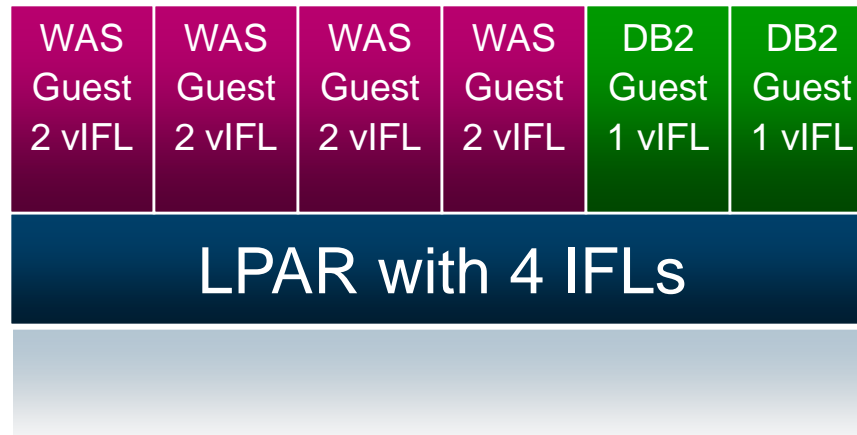 WAS WAS WAS WAS DB2 DB2
Guest Guest Guest Guest Guest Guest
2 vIFL 2 vIFL 2 vIFL 2 vIFL 1 vIFL 1 vIFL
LPAR with 4 IFLs